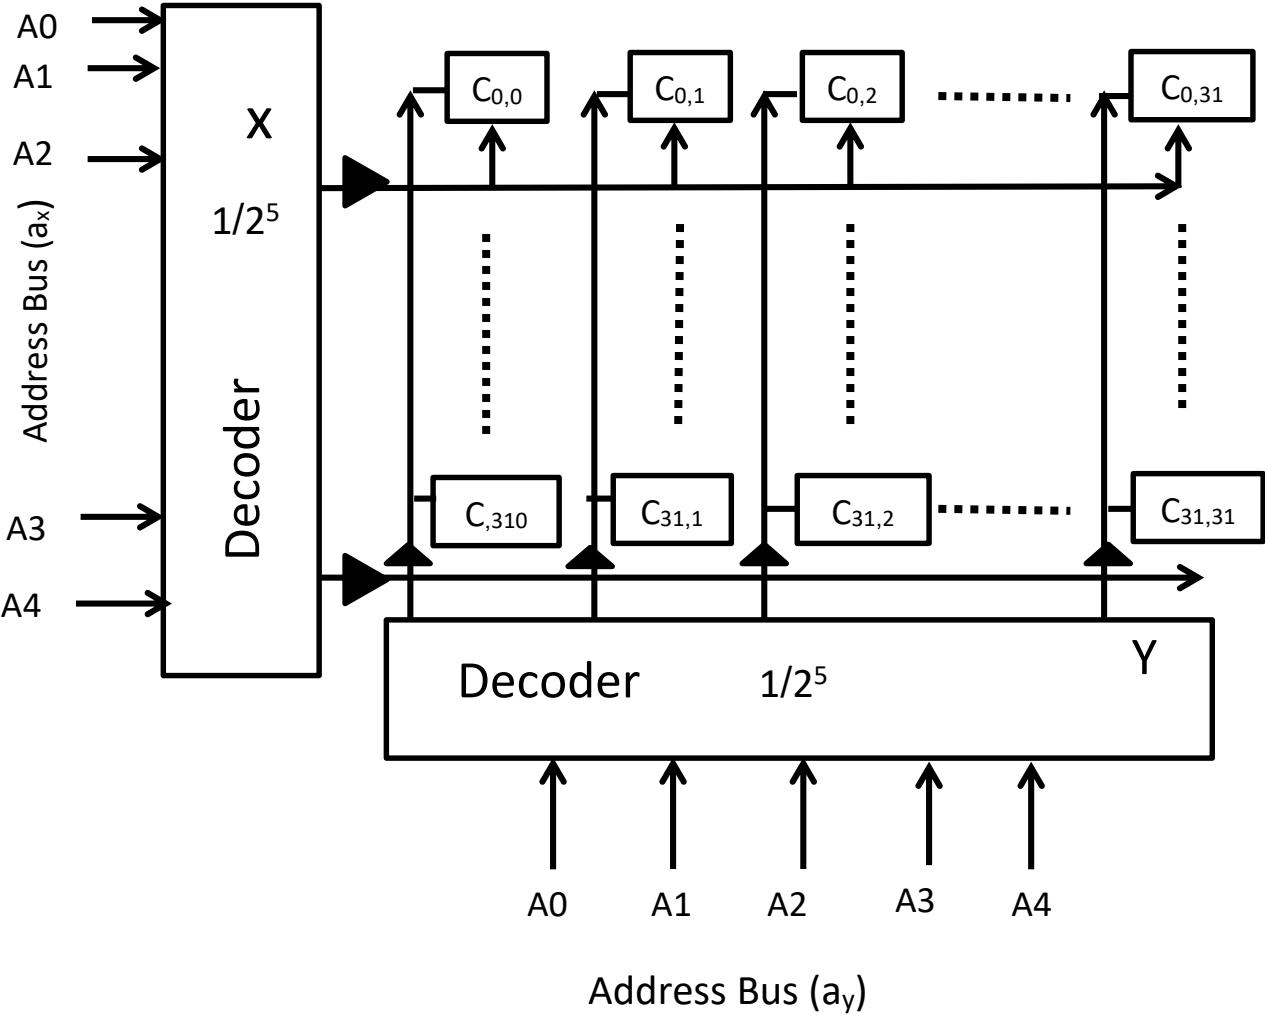 A0
A1
A2
Address Bus (aₓ)
A3
A4
X
1/2⁵
Decoder
C₀,₀
C₀,₁
C₀,₂
C₀,₃₁
C,₃₁₀
C₃₁,₁
C₃₁,₂
C₃₁,₃₁
Decoder 1/2⁵ Y
A0 A1 A2 A3 A4
Address Bus (aᵧ)